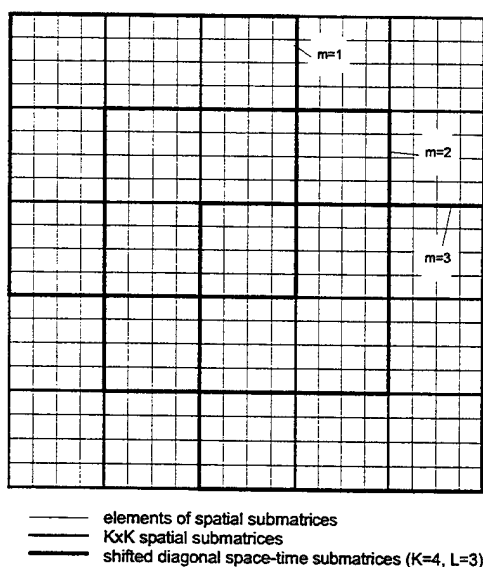 m=1
m=2
m=3
elements of spatial submatrices
KxK spatial submatrices
shifted diagonal space-time submatrices (K=4, L=3)